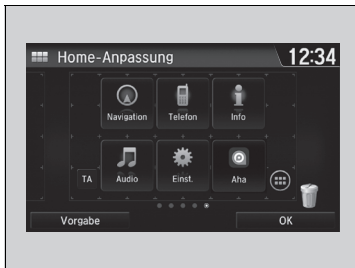 Home-Anpassung 12:34
Navigation Telefon Info
TA Audio Einst. Aha
Vorgabe OK